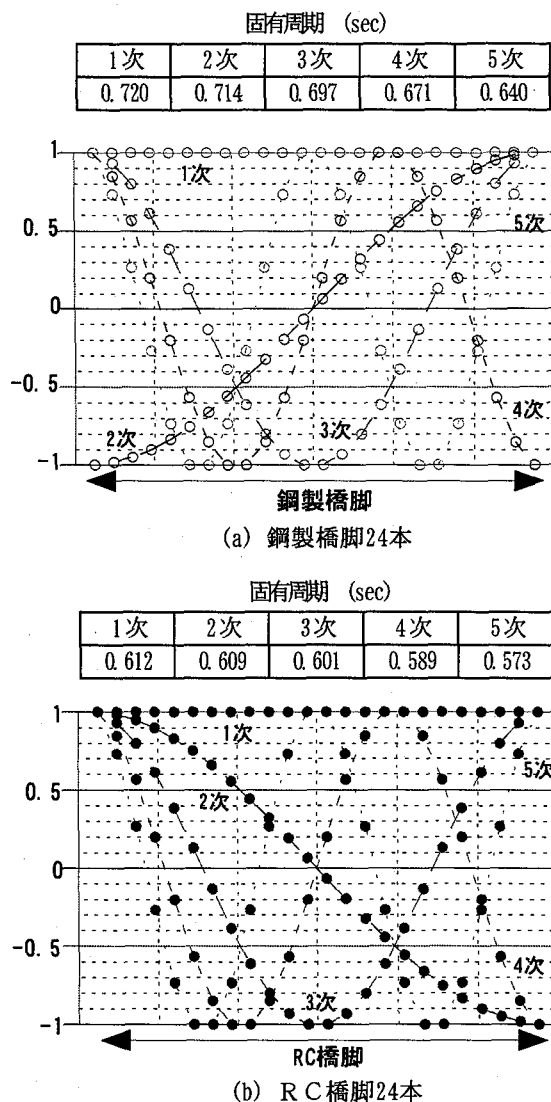 固有周期 (sec)
1次 2次 3次 4次 5次
0.720 0.714 0.697 0.671 0.640
1
1次
0.5
5次
0
-0.5
2次 3次 4次
-1
鋼製橋脚
(a) 鋼製橋脚24本
固有周期 (sec)
1次 2次 3次 4次 5次
0.612 0.609 0.601 0.589 0.573
1
1次
5次
0.5
2次
0
-0.5
4次
3次
-1
RC橋脚
(b) RC橋脚24本